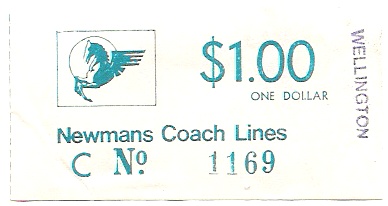 $1.00
ONE DOLLAR
WELLINGTON
Newmans Coach Lines
C Nº 1169